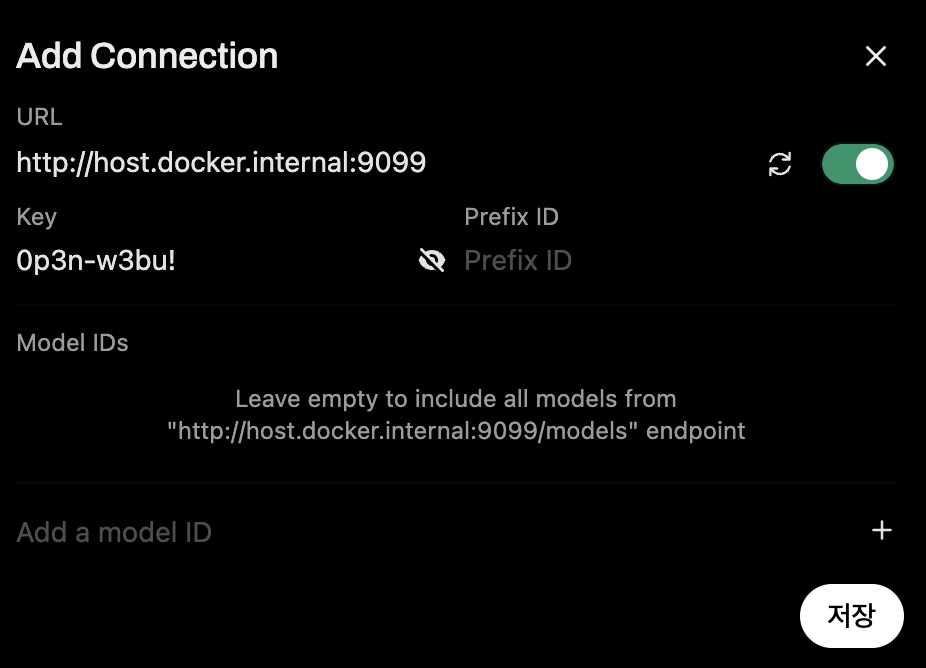 Add Connection
URL
http://host.docker.internal:9099
Key
Prefix ID
0p3n-w3bu!
Prefix ID
Model IDs
Leave empty to include all models from
"http://host.docker.internal:9099/models" endpoint
Add a model ID
저장